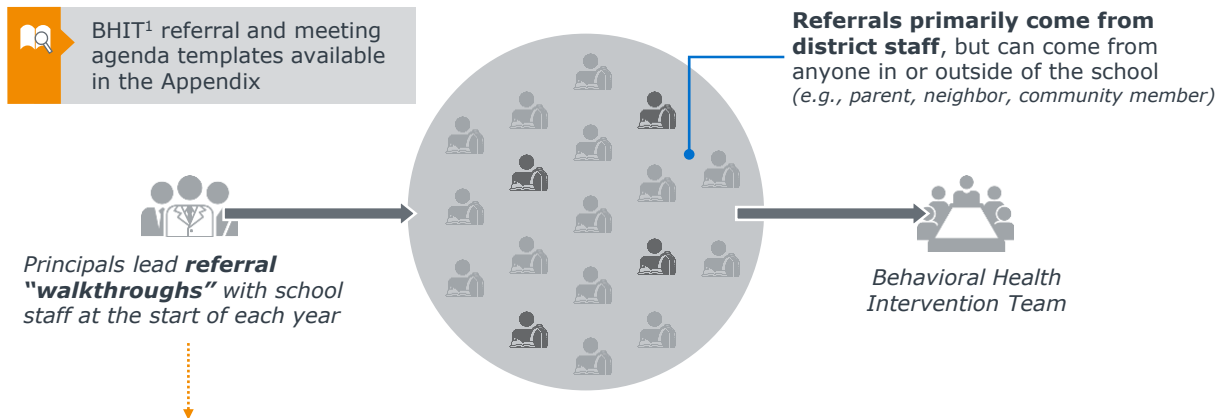 BHIT¹ referral and meeting
agenda templates available
in the Appendix
Referrals primarily come from
district staff, but can come from
anyone in or outside of the school
(e.g., parent, neighbor, community member)
Principals lead referral
“walkthroughs” with school
staff at the start of each year
Behavioral Health
Intervention Team